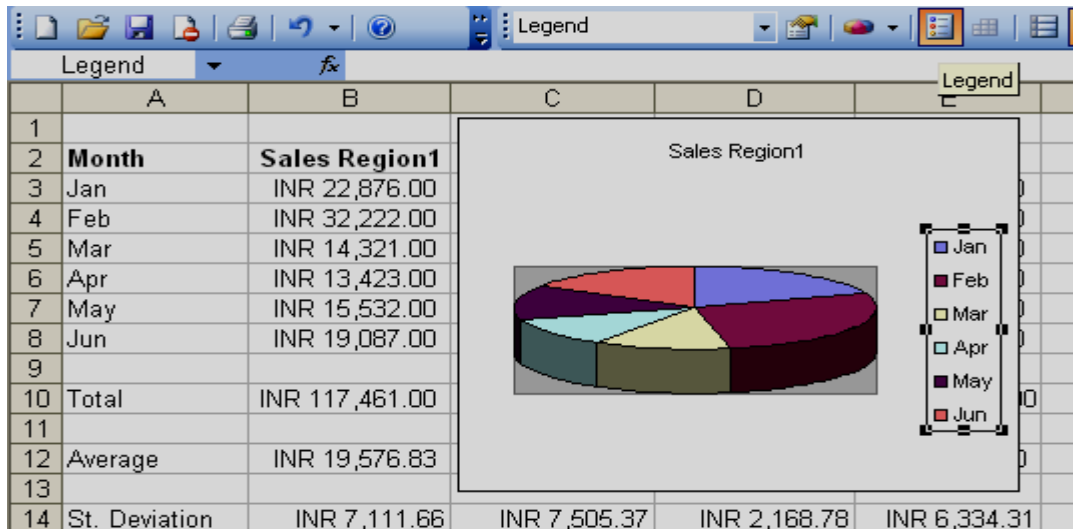 Legend
Legend fx
Legend
A B C D E
1
2 Month Sales Region1
3 Jan INR 22,876.00
4 Feb INR 32,222.00
5 Mar INR 14,321.00
6 Apr INR 13,423.00
7 May INR 15,532.00
8 Jun INR 19,087.00
9
10 Total INR 117,461.00
11
12 Average INR 19,576.83
13
14 St. Deviation INR 7,111.66 INR 7,505.37 INR 2,168.78 INR 6,334.31
Sales Region1
Jan
Feb
Mar
Apr
May
Jun